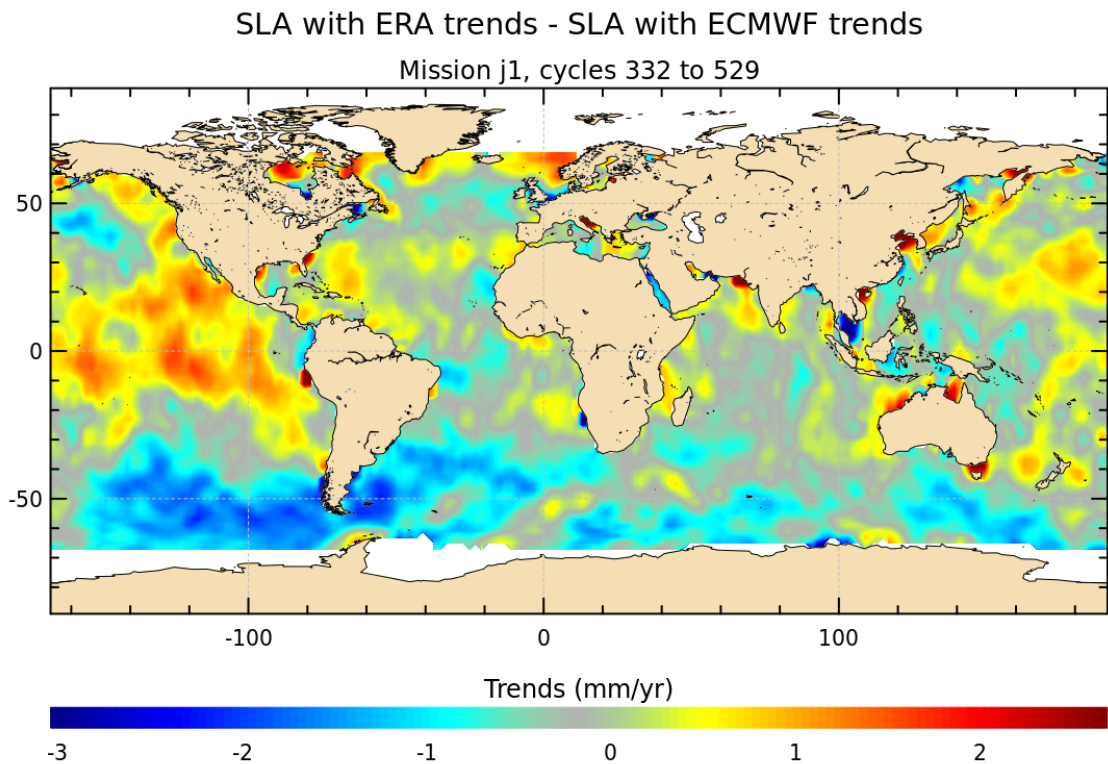 SLA with ERA trends - SLA with ECMWF trends
Mission j1, cycles 332 to 529
50
0
-50
-100 0 100
Trends (mm/yr)
-3 -2 -1 0 1 2